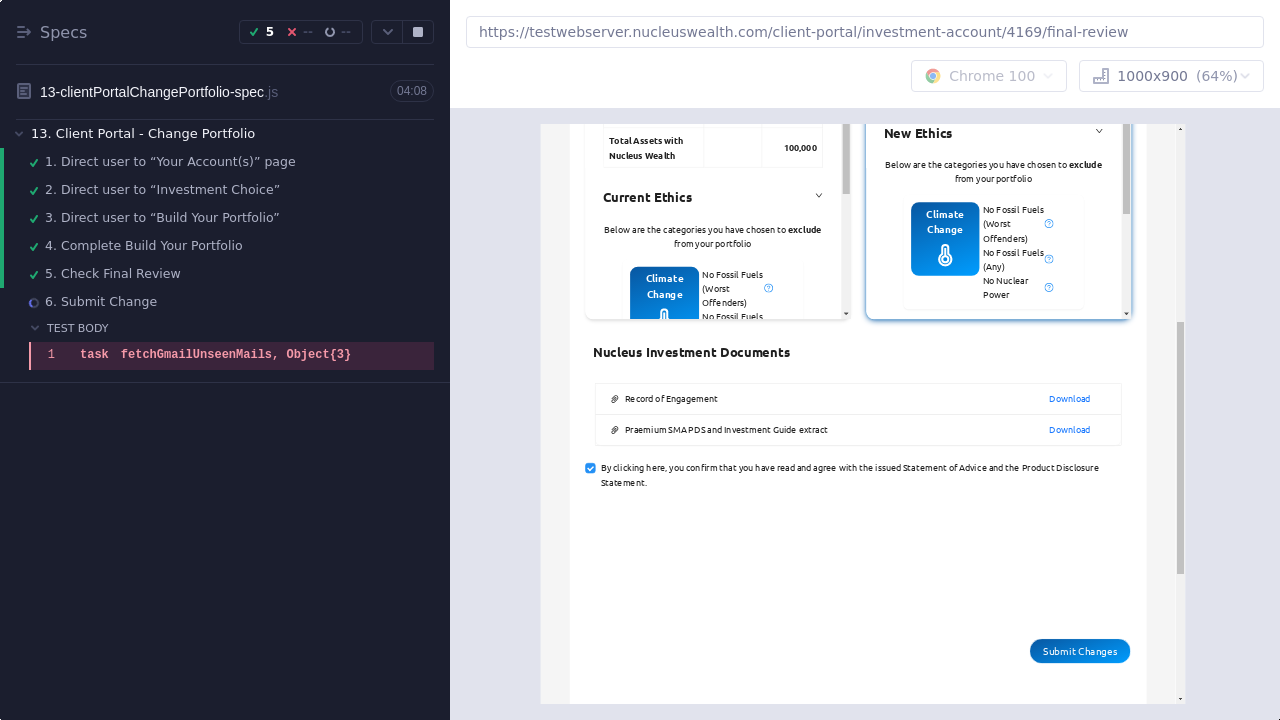 Specs
5
--
--
13-clientPortalChangePortfolio-spec.js
04:08
13. Client Portal - Change Portfolio
1. Direct user to “Your Account(s)” page
2. Direct user to “Investment Choice”
3. Direct user to “Build Your Portfolio”
4. Complete Build Your Portfolio
5. Check Final Review
6. Submit Change
TEST BODY
1 task fetchGmailUnseenMails, Object{3}
https://testwebserver.nucleuswealth.com/client-portal/investment-account/4169/final-review
Chrome 100
1000x900 (64%)
Total Assets with
Nucleus Wealth
100,000
Current Ethics
Below are the categories you have chosen to exclude
from your portfolio
Climate
Change
No Fossil Fuels
(Worst
Offenders)
No Fossil Fuels
New Ethics
Below are the categories you have chosen to exclude
from your portfolio
Climate
Change
No Fossil Fuels
(Worst
Offenders)
No Fossil Fuels
(Any)
No Nuclear
Power
Nucleus Investment Documents
Record of Engagement
Download
Praemium SMA PDS and Investment Guide extract
Download
By clicking here, you confirm that you have read and agree with the issued Statement of Advice and the Product Disclosure
Statement.
Submit Changes